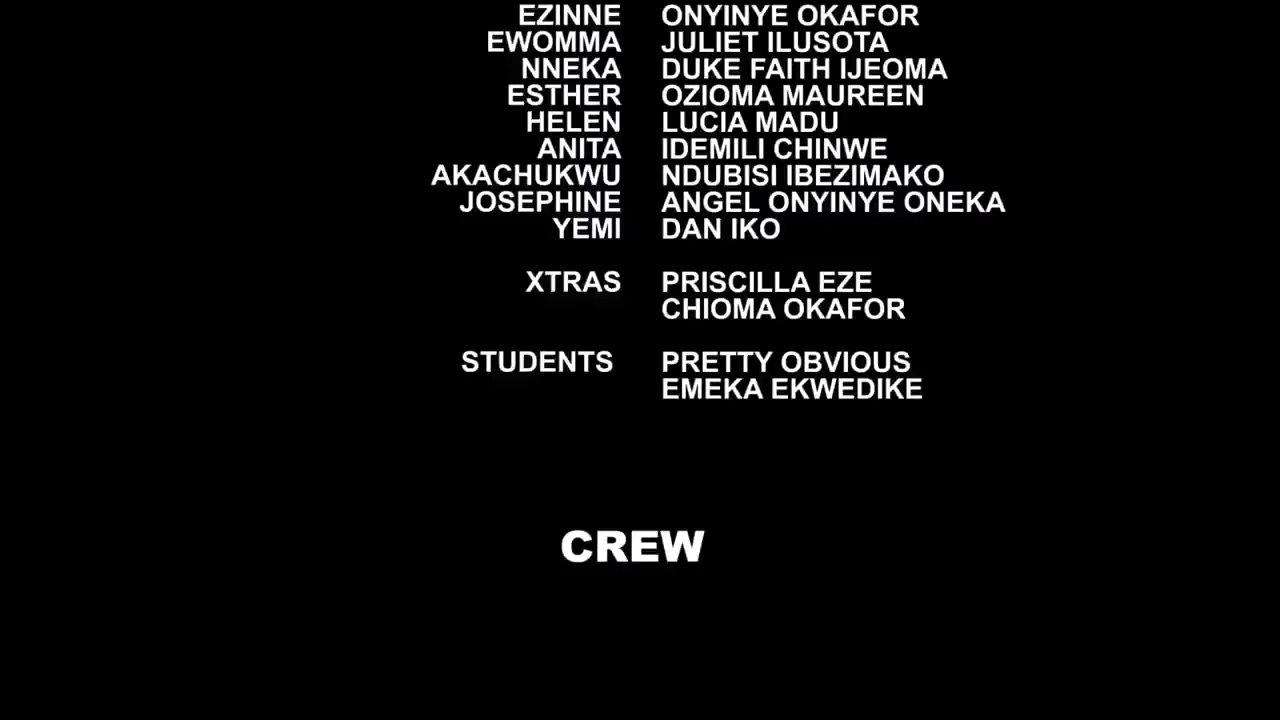 EZINNE ONYINYE OKAFOR
EWOMMA JULIET ILUSOTA
NNEKA DUKE FAITH IJEOMA
ESTHER OZIOMA MAUREEN
HELEN LUCIA MADU
ANITA IDEMILI CHINWE
AKACHUKWU NDUBISI IBEZIMAKO
JOSEPHINE ANGEL ONYINYE ONEKA
YEMI DAN IKO
XTRAS PRISCILLA EZE
CHIOMA OKAFOR
STUDENTS PRETTY OBVIOUS
EMEKA EKWEDIKE
CREW